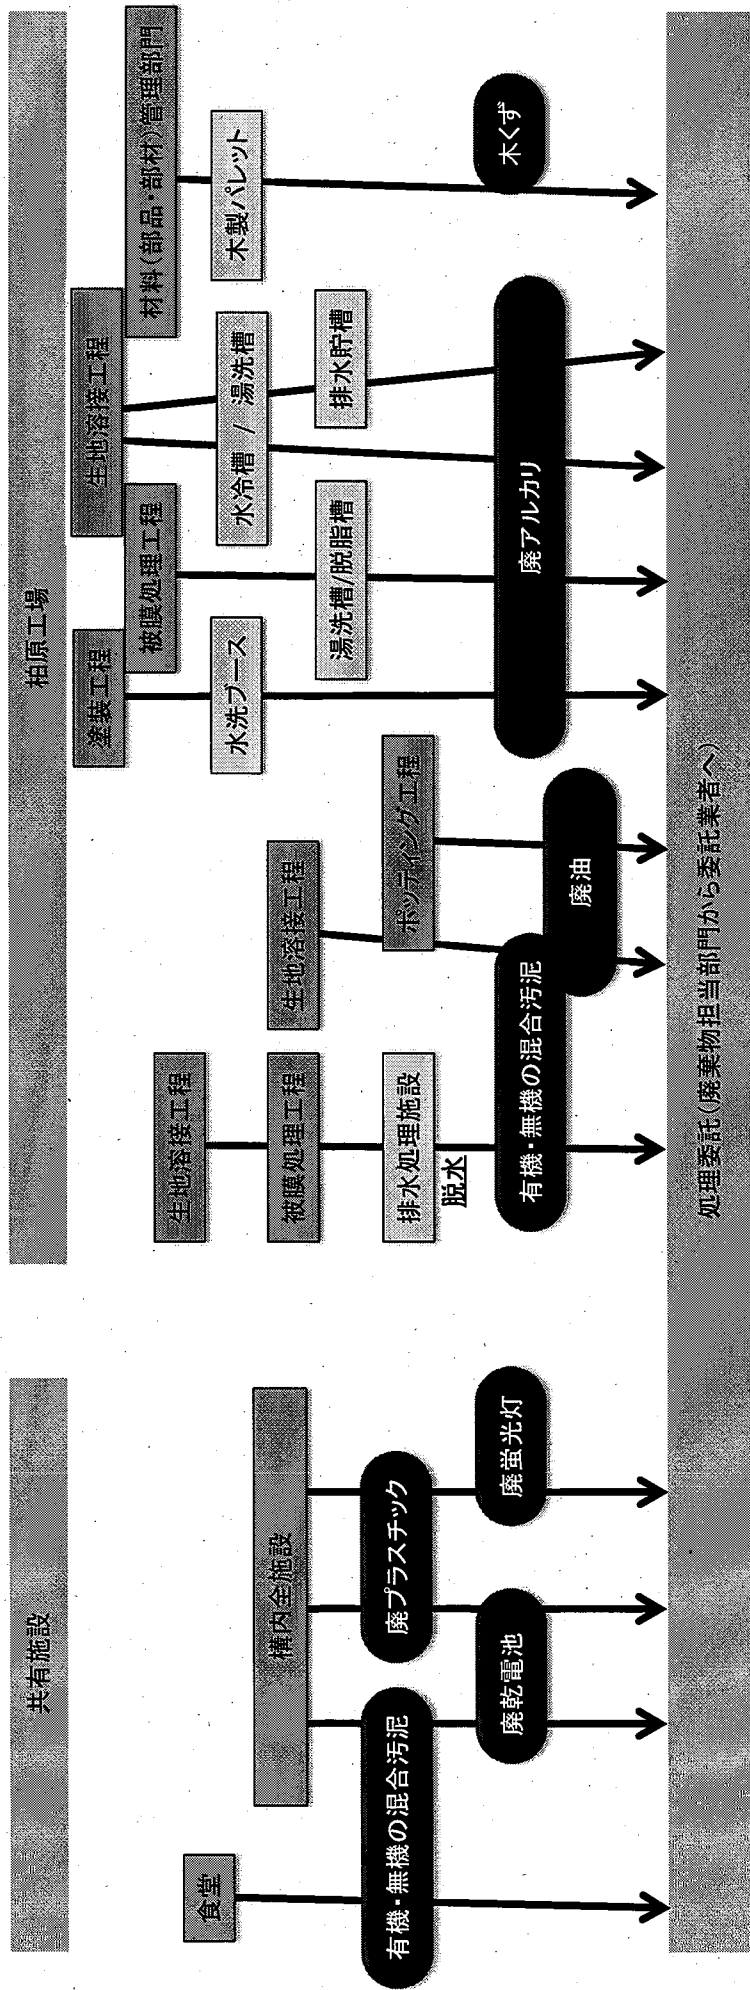 共有施設
食堂
構内全施設
有機・無機の混合汚泥
廃プラスチック
廃乾電池
廃蛍光灯
柏原工場
生地溶接工程
被膜処理工程
排水処理施設
脱水
有機・無機の混合汚泥
生地溶接工程
ポッティング工程
廃油
塗装工程
水洗ブース
被膜処理工程
湯洗槽/脱脂槽
生地溶接工程
水冷槽 / 湯洗槽
排水貯槽
廃アルカリ
材料(部品・部材)管理部門
木製パレット
木くず
処理委託(廃棄物担当部門から委託業者へ)